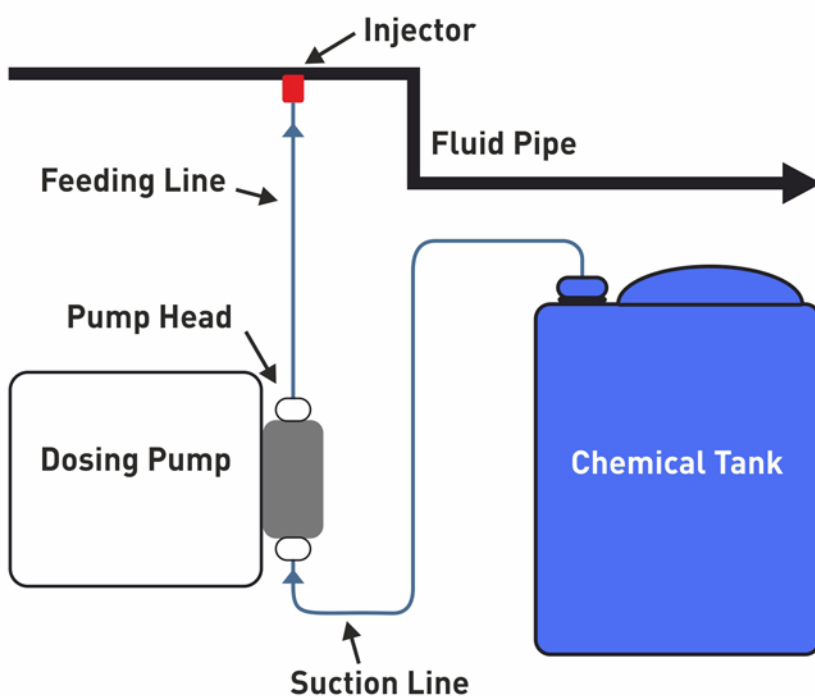 Injector
Fluid Pipe
Feeding Line
Pump Head
Dosing Pump
Chemical Tank
Suction Line